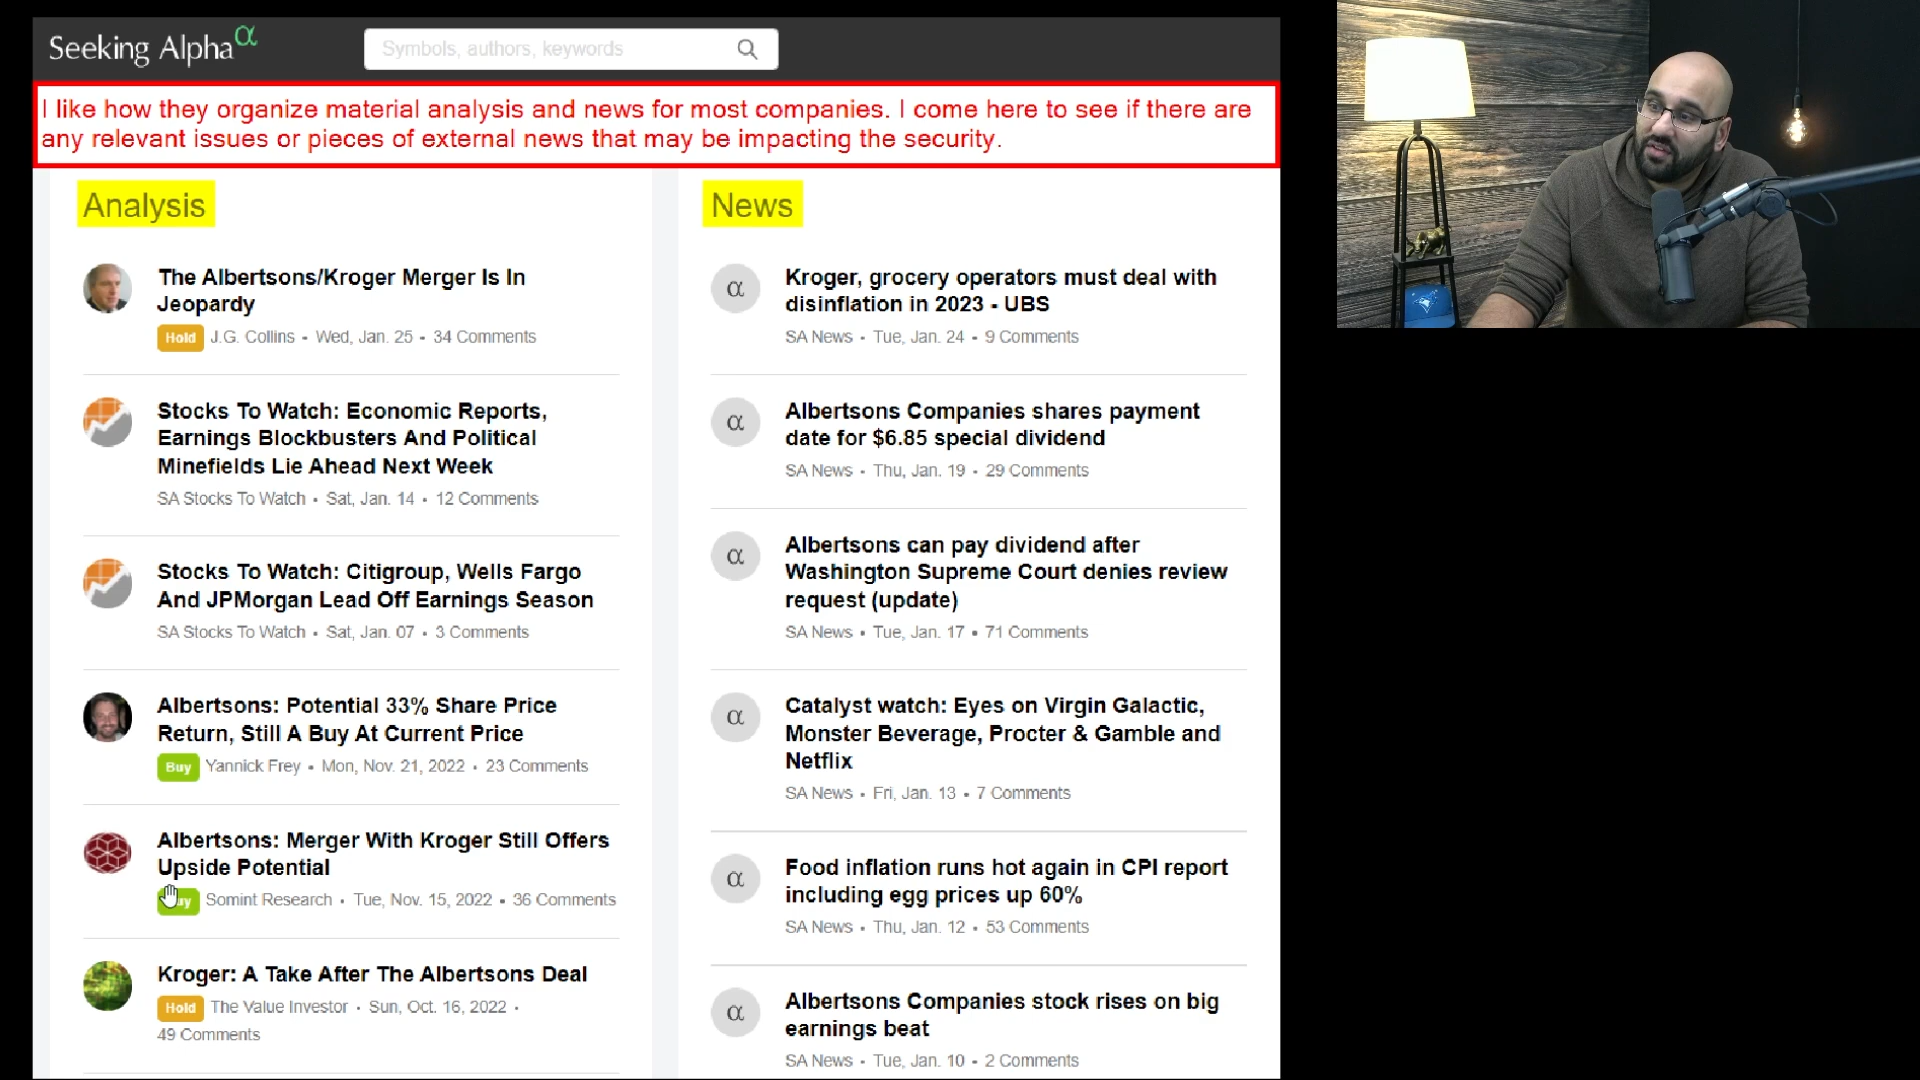 Seeking Alpha α
Symbols, authors, keywords
I like how they organize material analysis and news for most companies. I come here to see if there are
any relevant issues or pieces of external news that may be impacting the security.
Analysis
The Albertsons/Kroger Merger Is In
Jeopardy
Hold J.G. Collins • Wed, Jan. 25 • 34 Comments
Stocks To Watch: Economic Reports,
Earnings Blockbusters And Political
Minefields Lie Ahead Next Week
SA Stocks To Watch • Sat, Jan. 14 • 12 Comments
Stocks To Watch: Citigroup, Wells Fargo
And JPMorgan Lead Off Earnings Season
SA Stocks To Watch • Sat, Jan. 07 • 3 Comments
Albertsons: Potential 33% Share Price
Return, Still A Buy At Current Price
Buy Yannick Frey • Mon, Nov. 21, 2022 • 23 Comments
Albertsons: Merger With Kroger Still Offers
Upside Potential
Somint Research • Tue, Nov. 15, 2022 • 36 Comments
Kroger: A Take After The Albertsons Deal
Hold The Value Investor • Sun, Oct. 16, 2022 •
49 Comments
News
α Kroger, grocery operators must deal with
disinflation in 2023 - UBS
SA News • Tue, Jan. 24 • 9 Comments
α Albertsons Companies shares payment
date for $6.85 special dividend
SA News • Thu, Jan. 19 • 29 Comments
α Albertsons can pay dividend after
Washington Supreme Court denies review
request (update)
SA News • Tue, Jan. 17 • 71 Comments
α Catalyst watch: Eyes on Virgin Galactic,
Monster Beverage, Procter & Gamble and
Netflix
SA News • Fri, Jan. 13 • 7 Comments
α Food inflation runs hot again in CPI report
including egg prices up 60%
SA News • Thu, Jan. 12 • 53 Comments
α Albertsons Companies stock rises on big
earnings beat
SA News • Tue, Jan. 10 • 2 Comments